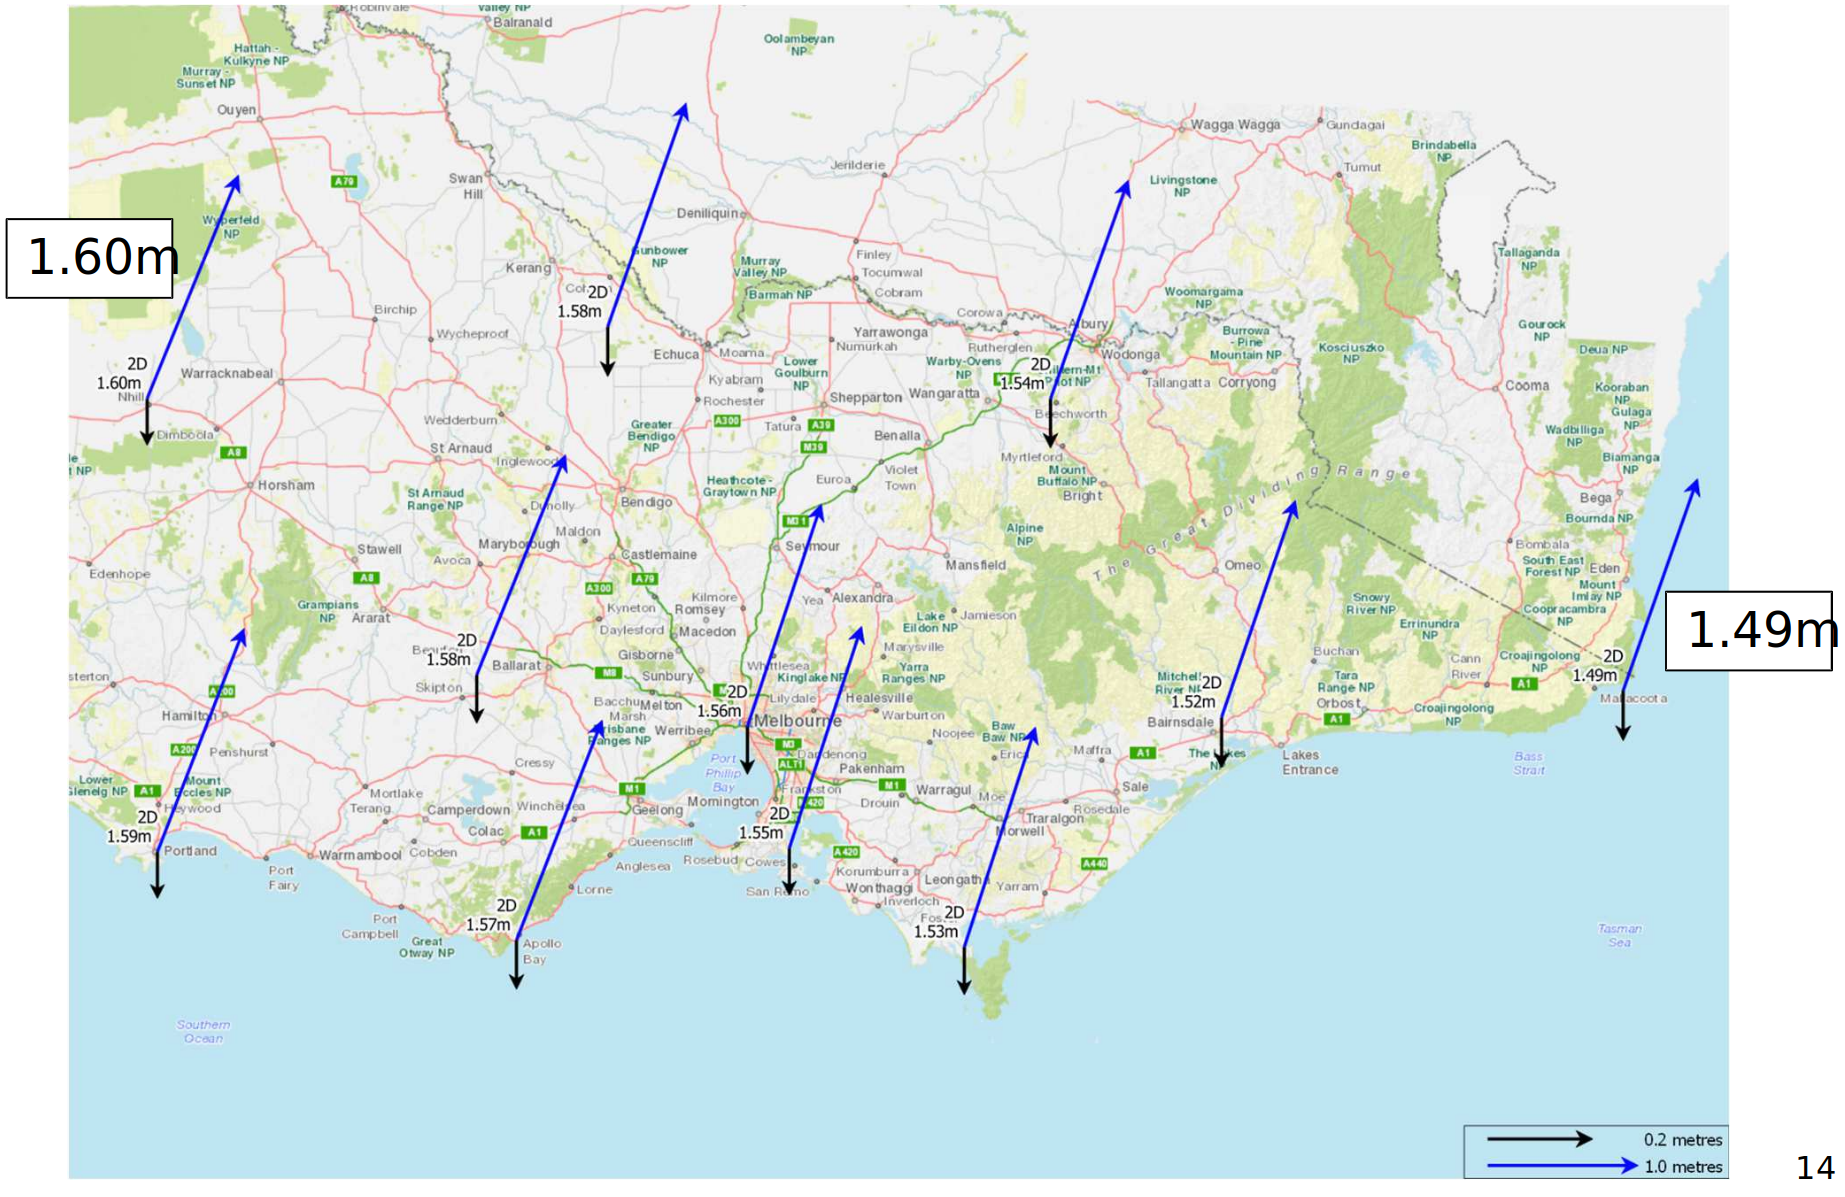 Robinvale
Valley NP
Balranald
Oolambeyan
NP
Hattah -
Kulkyne NP
Murray -
Sunset NP
Ouyen
Wagga Wagga
Gundagai
Brindabella
NP
Jerilderie
Tumut
Swan
Hill
A79
Livingstone
NP
Deniliquin
Wyperfeld
NP
1.60m
Gunbower
NP
Finley
Tallaganda
NP
Kerang
Murray
Valley NP
Tocumwal
Barmah NP
Cobram
Woomargama
NP
2D
1.58m
Birchip
Corowa
Albury
Gourock
NP
Wycheproof
Yarrawonga
Numurkah
Burrowa
- Pine
Mountain NP
Kosciuszko
NP
Deua NP
Echuca
Moama
Rutherglen
Wodonga
2D
1.60m
Nhill
Warracknabeal
Lower
Goulburn
NP
Warby-Ovens
NP
2D
1.54m
Kyabram
Tallangatta
Corryong
Cooma
Kooraban
NP
Rochester
Shepparton
Wangaratta
Beechworth
Gulaga
NP
Wedderburn
A300
Tatura
A39
Dimboola
Greater
Bendigo
NP
Benalla
Wadbilliga
NP
A8
St Arnaud
M39
Myrtleford
Biamanga
NP
Inglewood
Violet
Town
Mount
Buffalo NP
Horsham
St Arnaud
Range NP
Heathcote -
Graytown NP
Euroa
Bright
The Great Dividing Range
Bega
Bendigo
Dunolly
M31
Bournda NP
Maldon
Alpine
NP
Stawell
Maryborough
Seymour
Bombala
Avoca
Castlemaine
Mansfield
Omeo
South East
Forest NP
Eden
Edenhope
A8
A300
A79
Mount
Imlay NP
Grampians
NP
Ararat
Kyneton
Kilmore
Romsey
Yea
Alexandra
Lake
Eildon NP
Jamieson
Snowy
River NP
Coopracambra
NP
Daylesford
Macedon
Errinundra
NP
1.49m
2D
1.58m
Gisborne
Marysville
Buchan
Cann
River
Croajingolong
NP
2D
1.49m
Ballarat
Whittlesea
Kinglake NP
Yarra
Ranges NP
M8
Sunbury
Mitchell
River NP
2D
1.52m
Tara
Range NP
A1
Skipton
2D
1.56m
Lilydale
Healesville
Orbost
Mallacoota
A200
Bacchus
Marsh
Melton
Croajingolong
NP
Hamilton
Melbourne
Warburton
Bairnsdale
A1
Brisbane
Ranges NP
Werribee
Baw
Baw NP
A200
Penshurst
M3
Dandenong
Noojee
Erica
Maffra
A1
The Lakes
NP
Lakes
Entrance
Bass
Strait
Cressy
Port
Phillip
Bay
ALT1
Pakenham
Lower
Glenelg NP
A1
Mount
Eccles NP
Mortlake
M1
Frankston
M1
Warragul
Moe
Sale
Heywood
Terang
Camperdown
Winchelsea
Geelong
Mornington
Drouin
Rosedale
2D
1.59m
Colac
A1
2D
1.55m
Traralgon
Morwell
Portland
Warrnambool
Cobden
Queenscliff
Rosebud
Cowes
A420
A440
Port
Fairy
Anglesea
Korumburra
San Remo
Wonthaggi
Leongatha
Yarram
Lorne
Inverloch
Port
Campbell
2D
1.57m
2D
1.53m
Great
Otway NP
Apollo
Bay
Tasman
Sea
Southern
Ocean
0.2 metres
1.0 metres
14